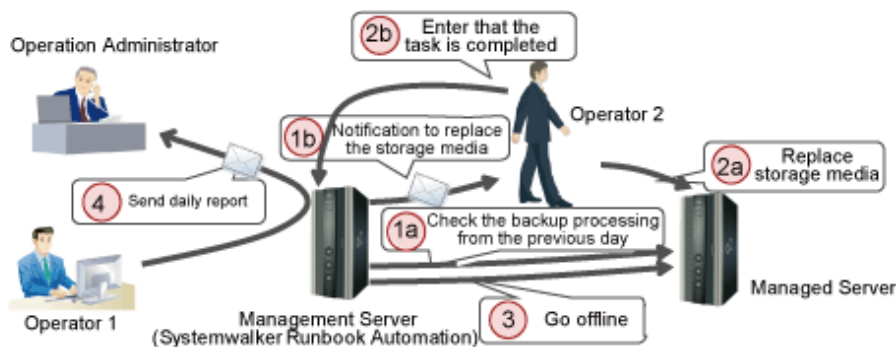 Operation Administrator
2b
Enter that the
task is completed
Operator 2
1b
Notification to replace
the storage media
2a
Replace
storage media
4
Send daily report
1a
Check the backup processing
from the previous day
Operator 1
Management Server
(Systemwalker Runbook Automation)
3
Go offline
Managed Server